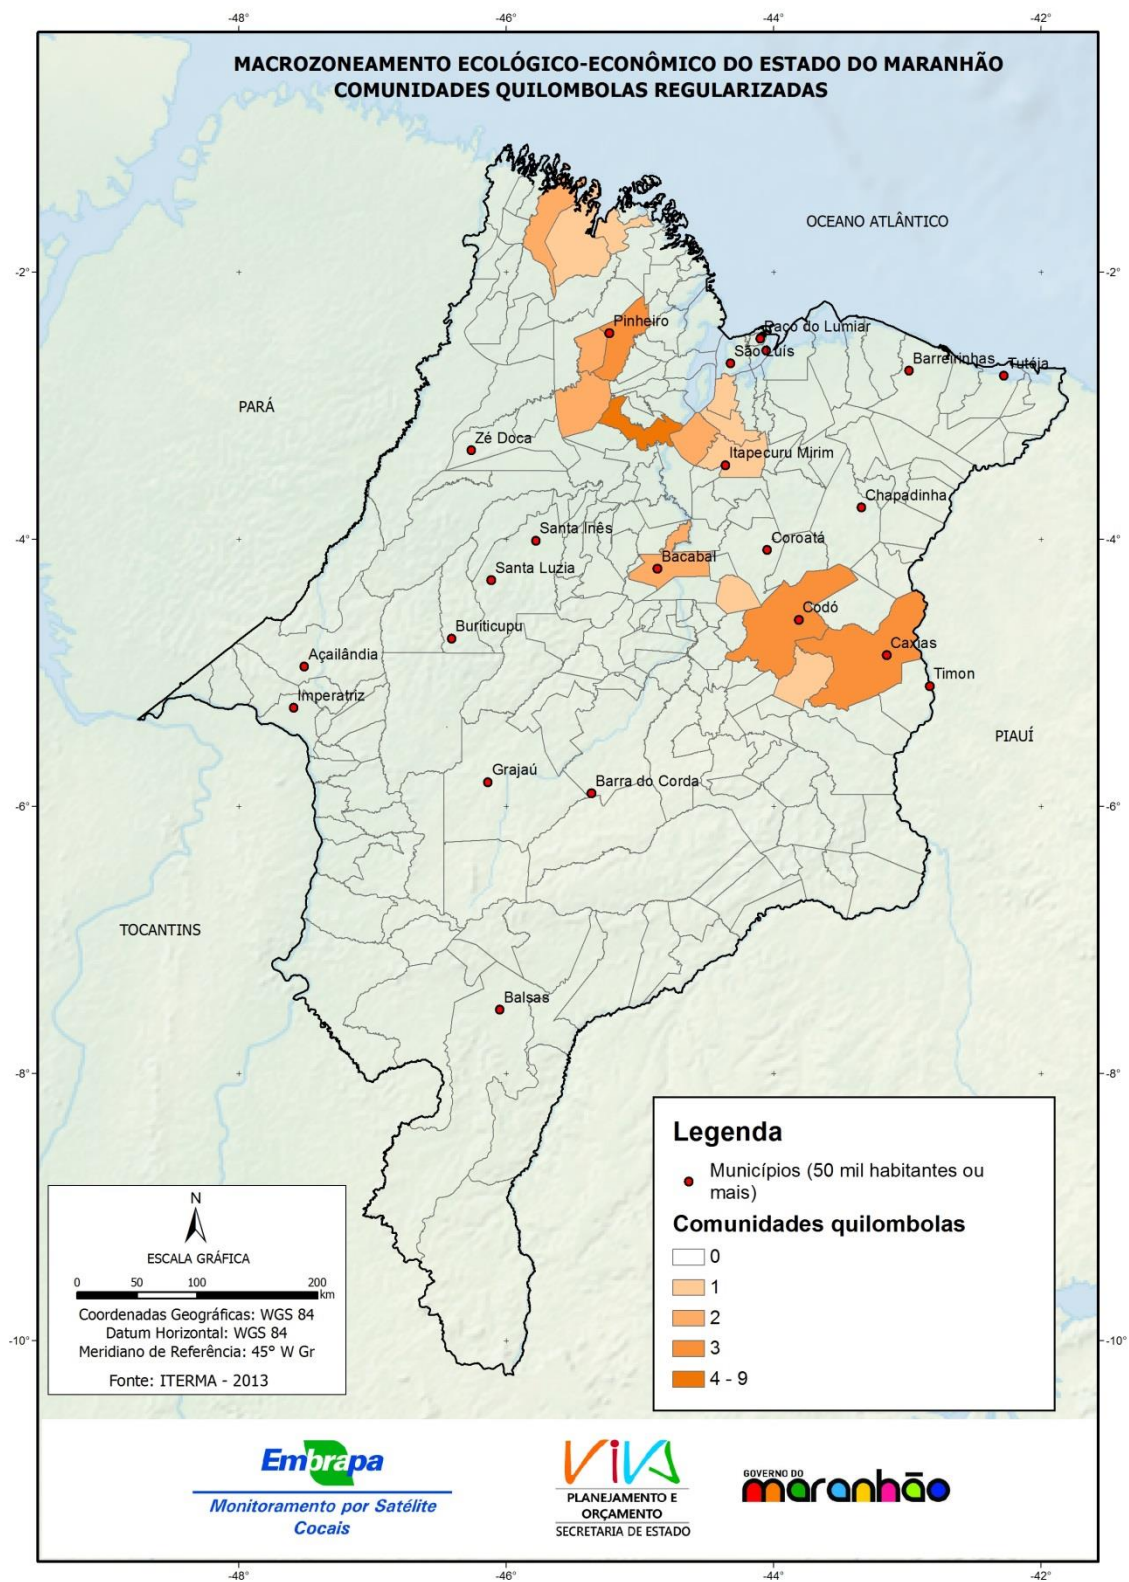 -48°
-46°
-44°
-42°
MACROZONEAMENTO ECOLÓGICO-ECONÔMICO DO ESTADO DO MARANHÃO
COMUNIDADES QUILOMBOLAS REGULARIZADAS
OCEANO ATLÂNTICO
-2°
-2°
Pinheiro
Paço do Lumiar
São Luís
Barreirinhas
Tutóia
PARÁ
Zé Doca
Itapecuru Mirim
Chapadinha
Santa Inês
Coroatá
-4°
-4°
Bacabal
Santa Luzia
Codó
Buriticupu
Caxias
Açailândia
Timon
Imperatriz
PIAUÍ
Grajaú
Barra do Corda
-6°
-6°
TOCANTINS
Balsas
-8°
-8°
Legenda
Municípios (50 mil habitantes ou
mais)
Comunidades quilombolas
0
1
2
3
4 - 9
N
ESCALA GRÁFICA
0 50 100 200
km
Coordenadas Geográficas: WGS 84
Datum Horizontal: WGS 84
Meridiano de Referência: 45° W Gr
Fonte: ITERMA - 2013
-10°
-10°
Embrapa
Monitoramento por Satélite
Cocais
VIVA
PLANEJAMENTO E
ORÇAMENTO
SECRETARIA DE ESTADO
GOVERNO DO
maranhão
-48°
-46°
-44°
-42°